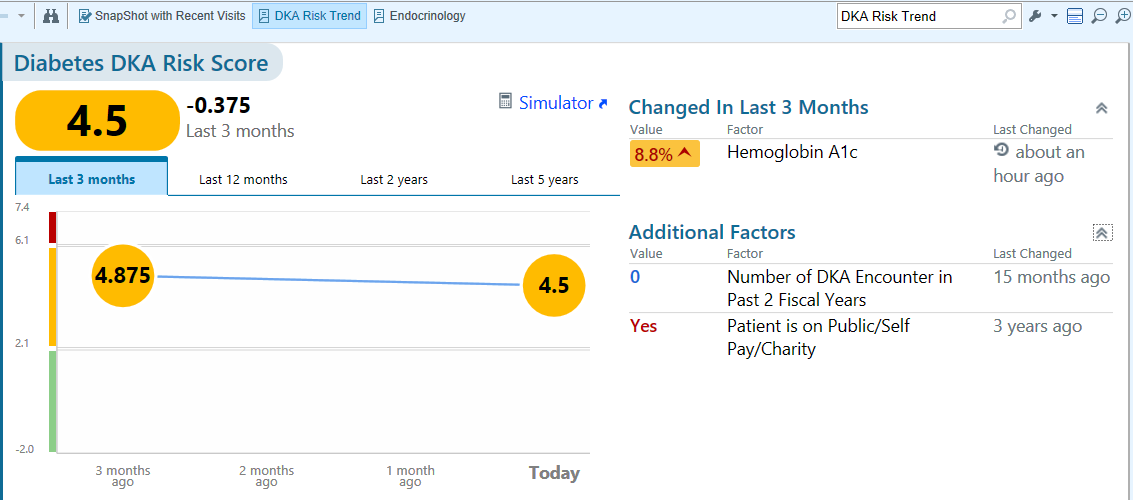 SnapShot with Recent Visits
DKA Risk Trend
Endocrinology
DKA Risk Trend
Diabetes DKA Risk Score
4.5
-0.375
Last 3 months
Simulator
Last 3 months
Last 12 months
Last 2 years
Last 5 years
7.4
6.1
2.1
-2.0
4.875
4.5
3 months
ago
2 months
ago
1 month
ago
Today
Changed In Last 3 Months
Value Factor Last Changed
8.8% Hemoglobin A1c about an
hour ago
Additional Factors
Value Factor Last Changed
0 Number of DKA Encounter in 15 months ago
Past 2 Fiscal Years
Yes Patient is on Public/Self 3 years ago
Pay/Charity